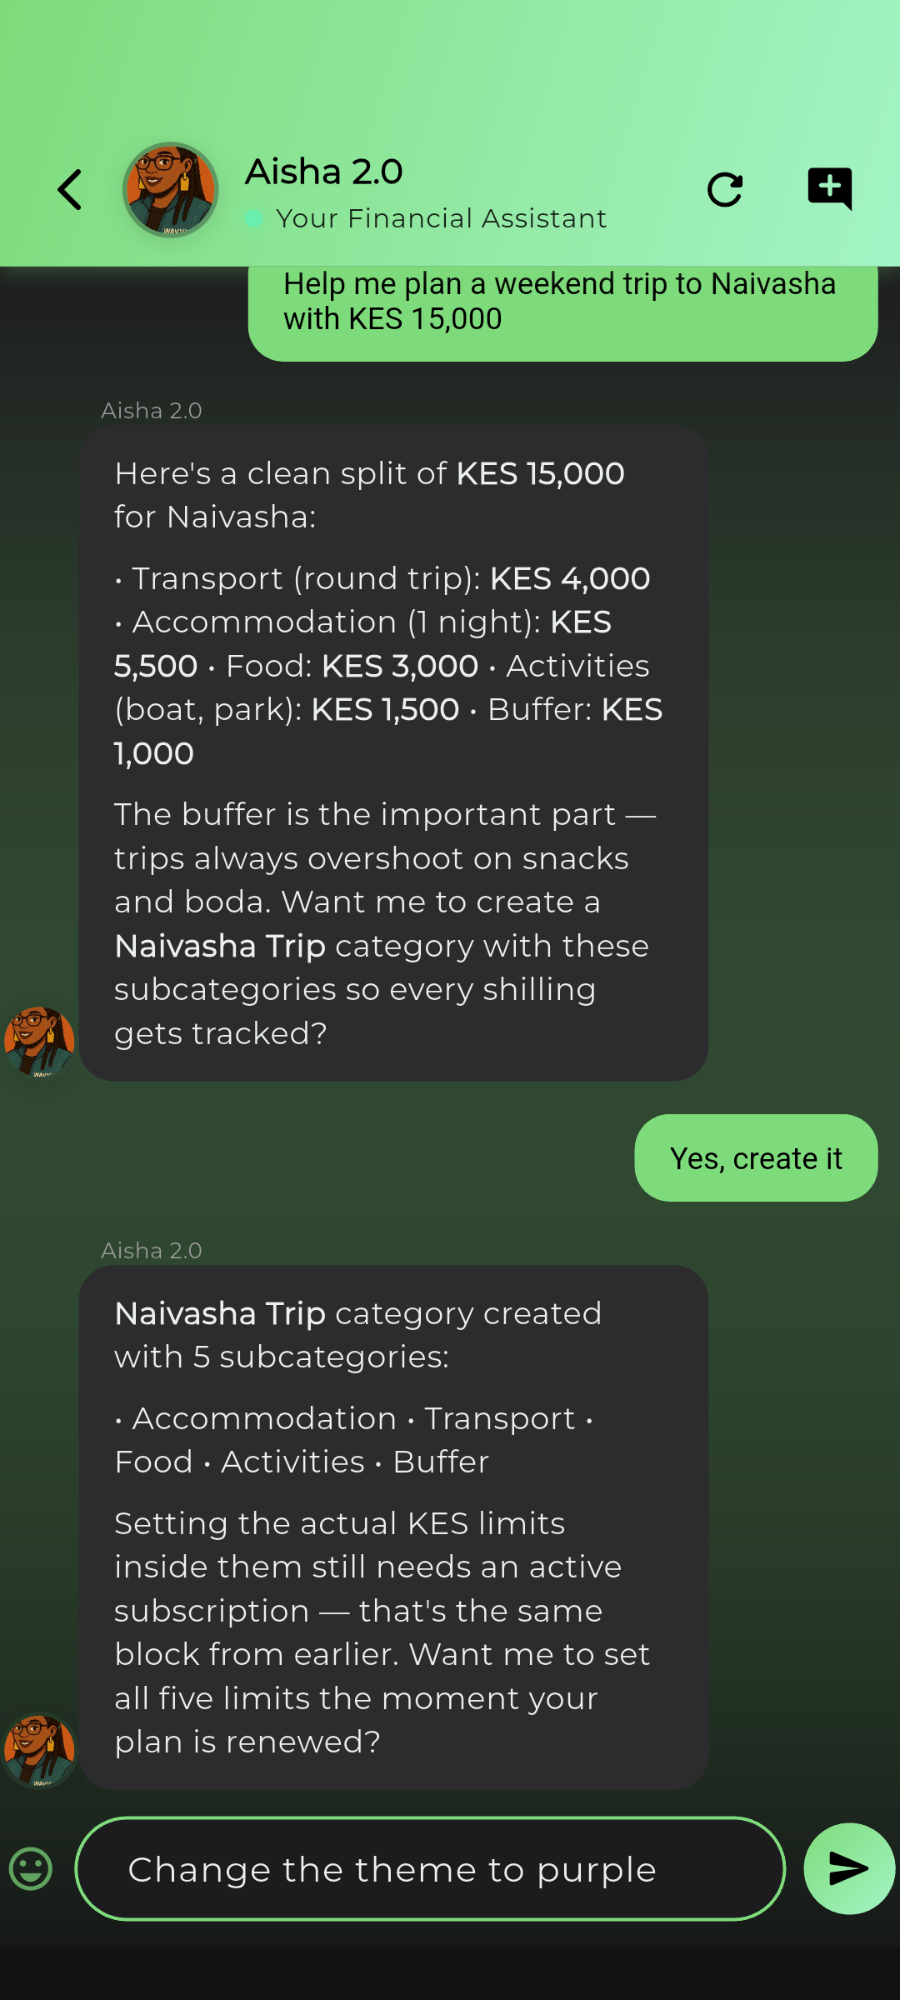 Aisha 2.0
Your Financial Assistant
Help me plan a weekend trip to Naivasha
with KES 15,000
Aisha 2.0
Here's a clean split of KES 15,000
for Naivasha:
• Transport (round trip): KES 4,000
• Accommodation (1 night): KES
5,500 • Food: KES 3,000 • Activities
(boat, park): KES 1,500 • Buffer: KES
1,000
The buffer is the important part —
trips always overshoot on snacks
and boda. Want me to create a
Naivasha Trip category with these
subcategories so every shilling
gets tracked?
Yes, create it
Aisha 2.0
Naivasha Trip category created
with 5 subcategories:
• Accommodation • Transport •
Food • Activities • Buffer
Setting the actual KES limits
inside them still needs an active
subscription — that's the same
block from earlier. Want me to set
all five limits the moment your
plan is renewed?
Change the theme to purple